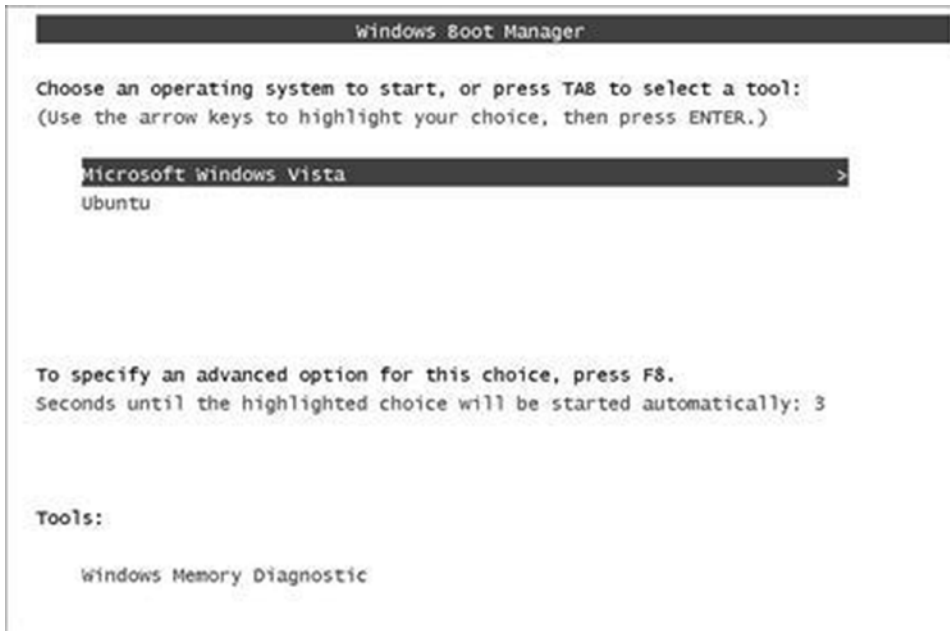 Windows Boot Manager
Choose an operating system to start, or press TAB to select a tool:
(Use the arrow keys to highlight your choice, then press ENTER.)
Microsoft Windows Vista >
Ubuntu
To specify an advanced option for this choice, press F8.
Seconds until the highlighted choice will be started automatically: 3
Tools:
Windows Memory Diagnostic